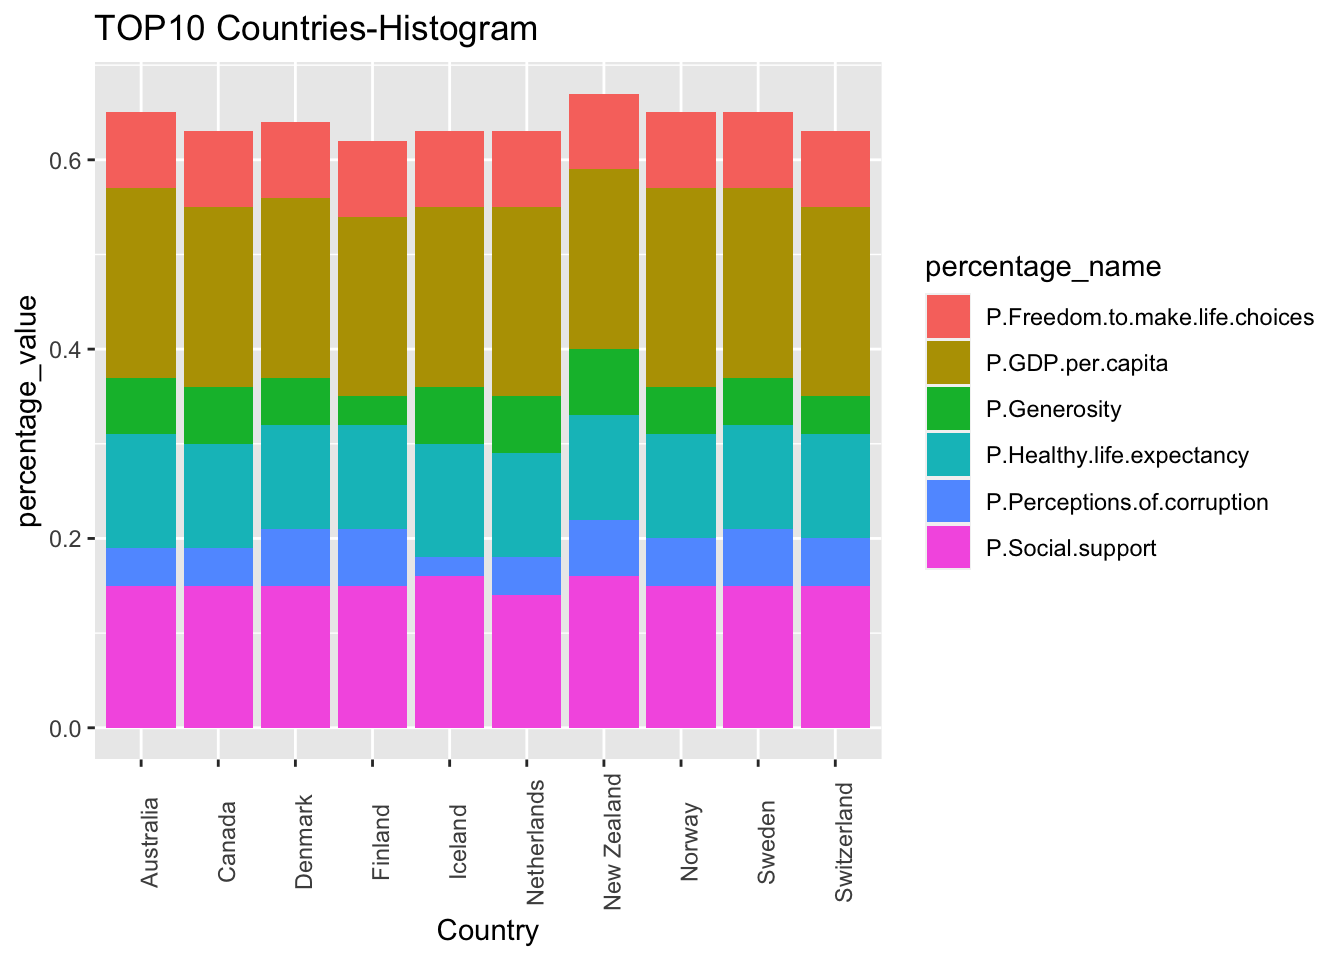 TOP10 Countries-Histogram
percentage_value
0.6
0.4
0.2
0.0
Australia
Canada
Denmark
Finland
Iceland
Netherlands
New Zealand
Norway
Sweden
Switzerland
Country
percentage_name
P.Freedom.to.make.life.choices
P.GDP.per.capita
P.Generosity
P.Healthy.life.expectancy
P.Perceptions.of.corruption
P.Social.support